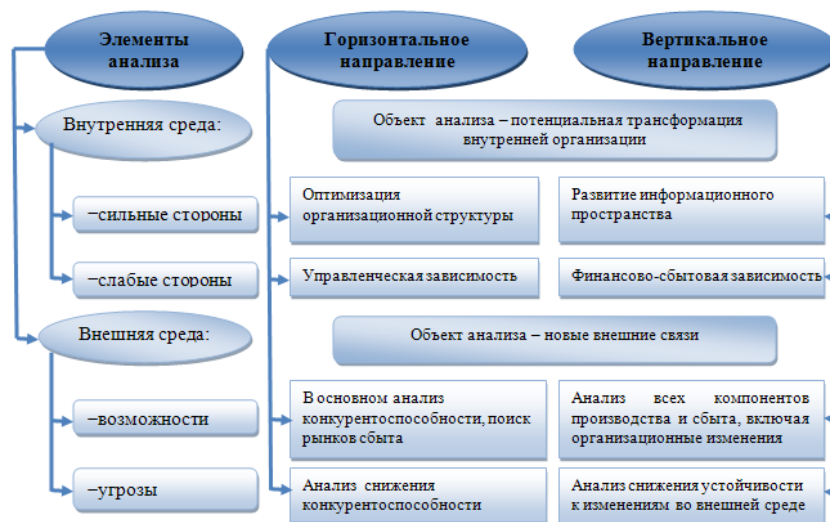 Элементы
анализа
Горизонтальное
направление
Вертикальное
направление
Внутренняя среда:
Объект анализа – потенциальная трансформация
внутренней организации
–сильные стороны
Оптимизация
организационной структуры
Развитие информационного
пространства
–слабые стороны
Управленческая зависимость
Финансово-сбытовая зависимость
Внешняя среда:
Объект анализа – новые внешние связи
–возможности
В основном анализ
конкурентоспособности, поиск
рынков сбыта
Анализ всех компонентов
производства и сбыта, включая
организационные изменения
–угрозы
Анализ снижения
конкурентоспособности
Анализ снижения устойчивости
к изменениям во внешней среде